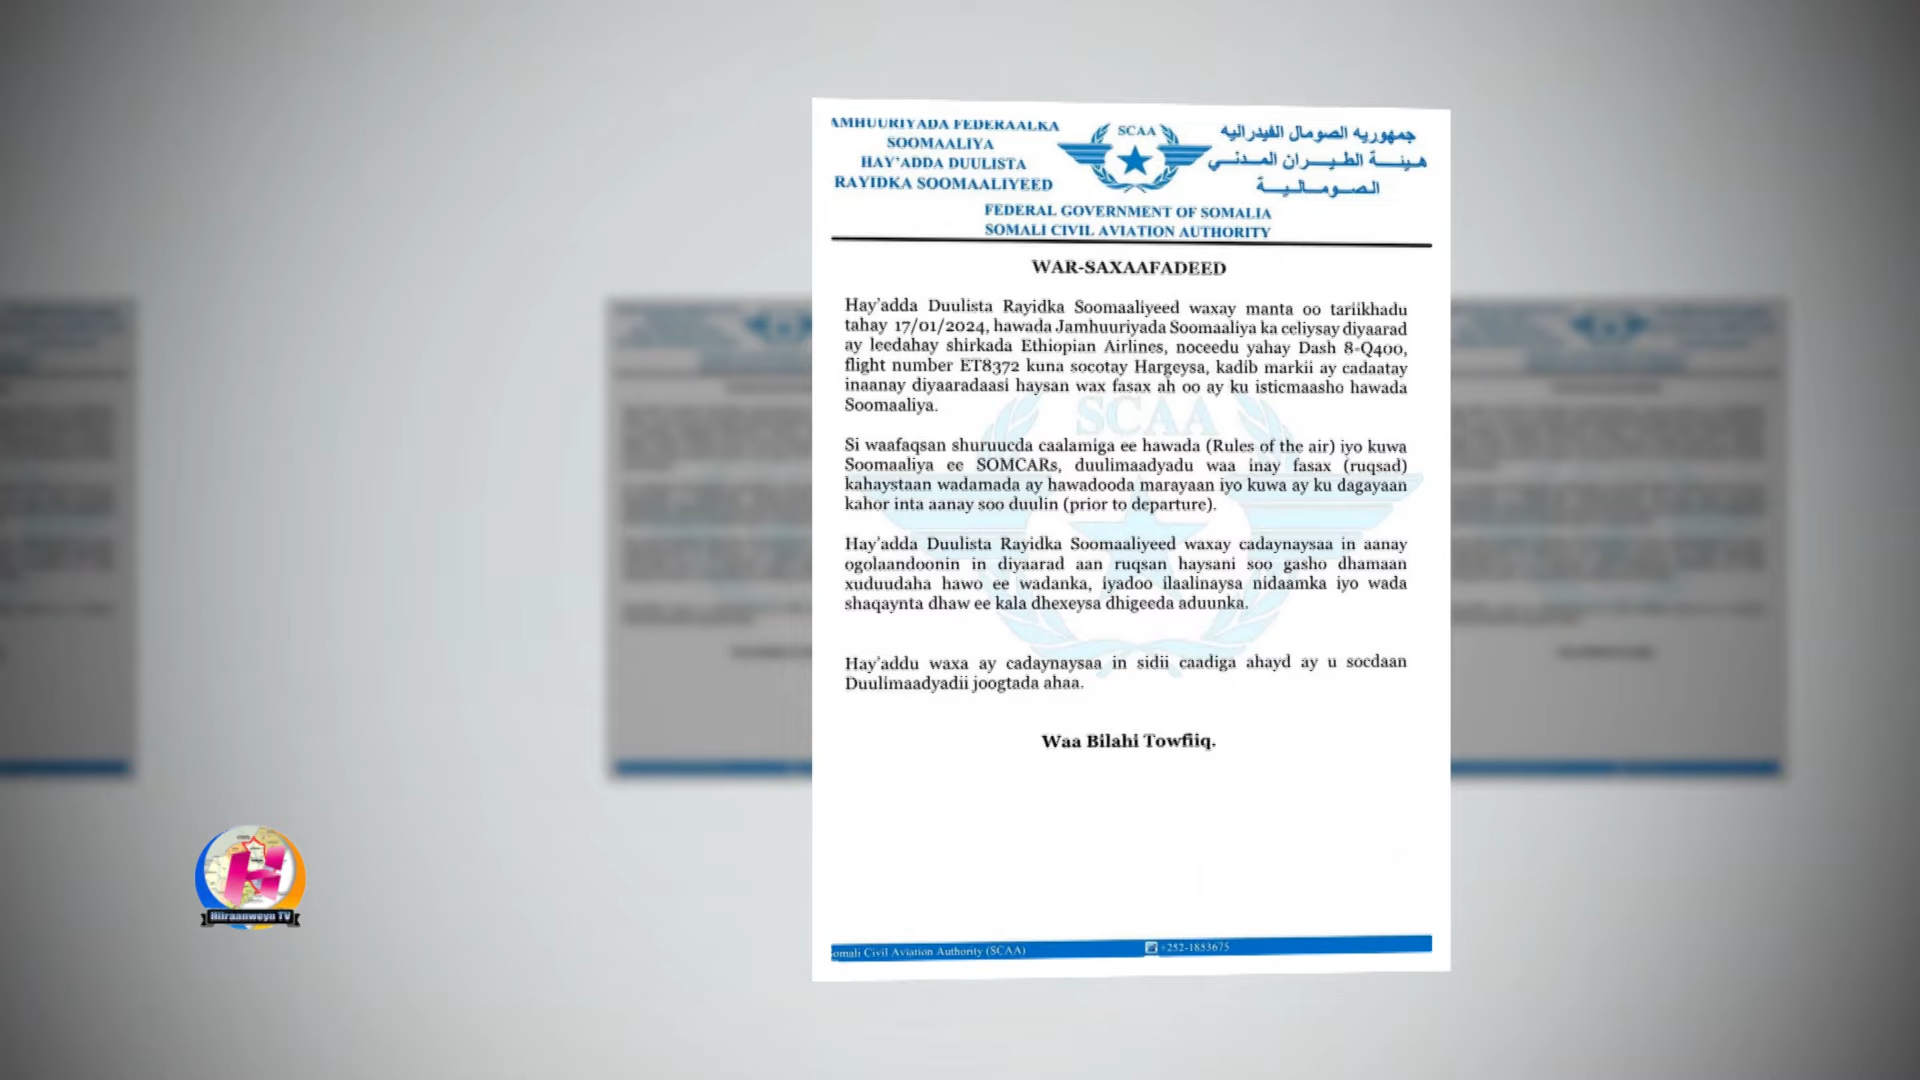 AMHUURIYADA FEDERAALKA
SOOMAALIYA
HAY'ADDA DUULISTA
RAYIDKA SOOMAALIYEED
SCAA
جمهورية الصومال الفيدرالية
هيئة الطيران المدني
الصومالية
FEDERAL GOVERNMENT OF SOMALIA
SOMALI CIVIL AVIATION AUTHORITY
WAR-SAXAAFADEED
Hay'adda Duulista Rayidka Soomaaliyeed waxay manta oo tariikhadu
tahay 17/01/2024, hawada Jamhuuriyada Soomaaliya ka celiysay diyaarad
ay leedahay shirkada Ethiopian Airlines, noceedu yahay Dash 8-Q400,
flight number ET8372 kuna socotay Hargeysa, kadib markii ay cadaatay
inaanay diyaaradaasi haysan wax fasax ah oo ay ku isticmaasho hawada
Soomaaliya.
SCAA
Si waafaqsan shuruucda caalamiga ee hawada (Rules of the air) iyo kuwa
Soomaaliya ee SOMCARs, duulimaadyadu waa inay fasax (ruqsad)
kahaystaan wadamada ay hawadooda marayaan iyo kuwa ay ku dagayaan
kahor inta aanay soo duulin (prior to departure).
Hay'adda Duulista Rayidka Soomaaliyeed waxay cadaynaysaa in aanay
ogolaandoonin in diyaarad aan ruqsan haysani soo gasho dhamaan
xuduudaha hawo ee wadanka, iyadoo ilaalinaysa nidaamka iyo wada
shaqaynta dhaw ee kala dhexeysa dhigeeda aduunka.
Hay'addu waxa ay cadaynaysaa in sidii caadiga ahayd ay u socdaan
Duulimaadyadii joogtada ahaa.
Waa Bilahi Towfiiq.
omali Civil Aviation Authority (SCAA)
+252-1853675
H
Hiiraanweyn TV